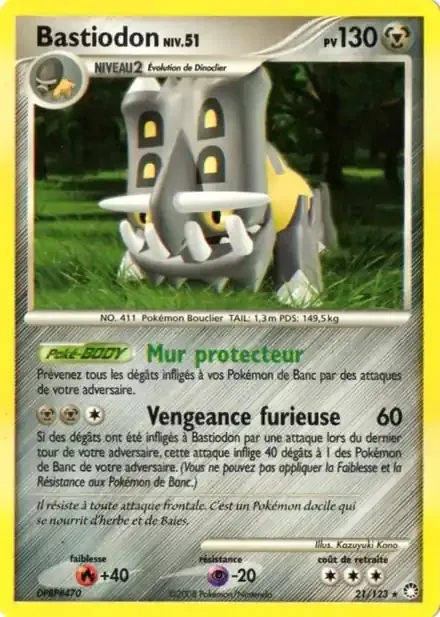 Bastiodon NIV.51 PV 130
NIVEAU2 Évolution de Dinoclier
NO. 411 Pokémon Bouclier TAIL: 1,3m PDS: 149,5kg
Poké-BODY Mur protecteur
Prévenez tous les dégâts infligés à vos Pokémon de Banc par des attaques
de votre adversaire.
Vengeance furieuse 60
Si des dégâts ont été infligés à Bastiodon par une attaque lors du dernier
tour de votre adversaire, cette attaque inflige 40 dégâts à 1 des Pokémon
de Banc de votre adversaire. (Vous ne pouvez pas appliquer la Faiblesse et la
Résistance aux Pokémon de Banc.)
Il résiste à toute attaque frontale. C'est un Pokémon docile qui
se nourrit d'herbe et de Baies.
Illus. Kazuyuki Kano
faiblesse résistance coût de retraite
+40 -20
DPBP#470 ©2008 Pokémon/Nintendo 21/123